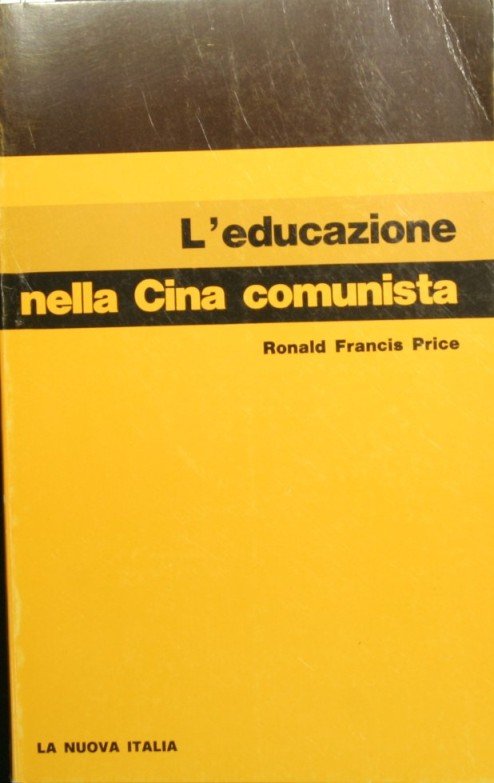 L'educazione
nella Cina comunista
Ronald Francis Price
LA NUOVA ITALIA